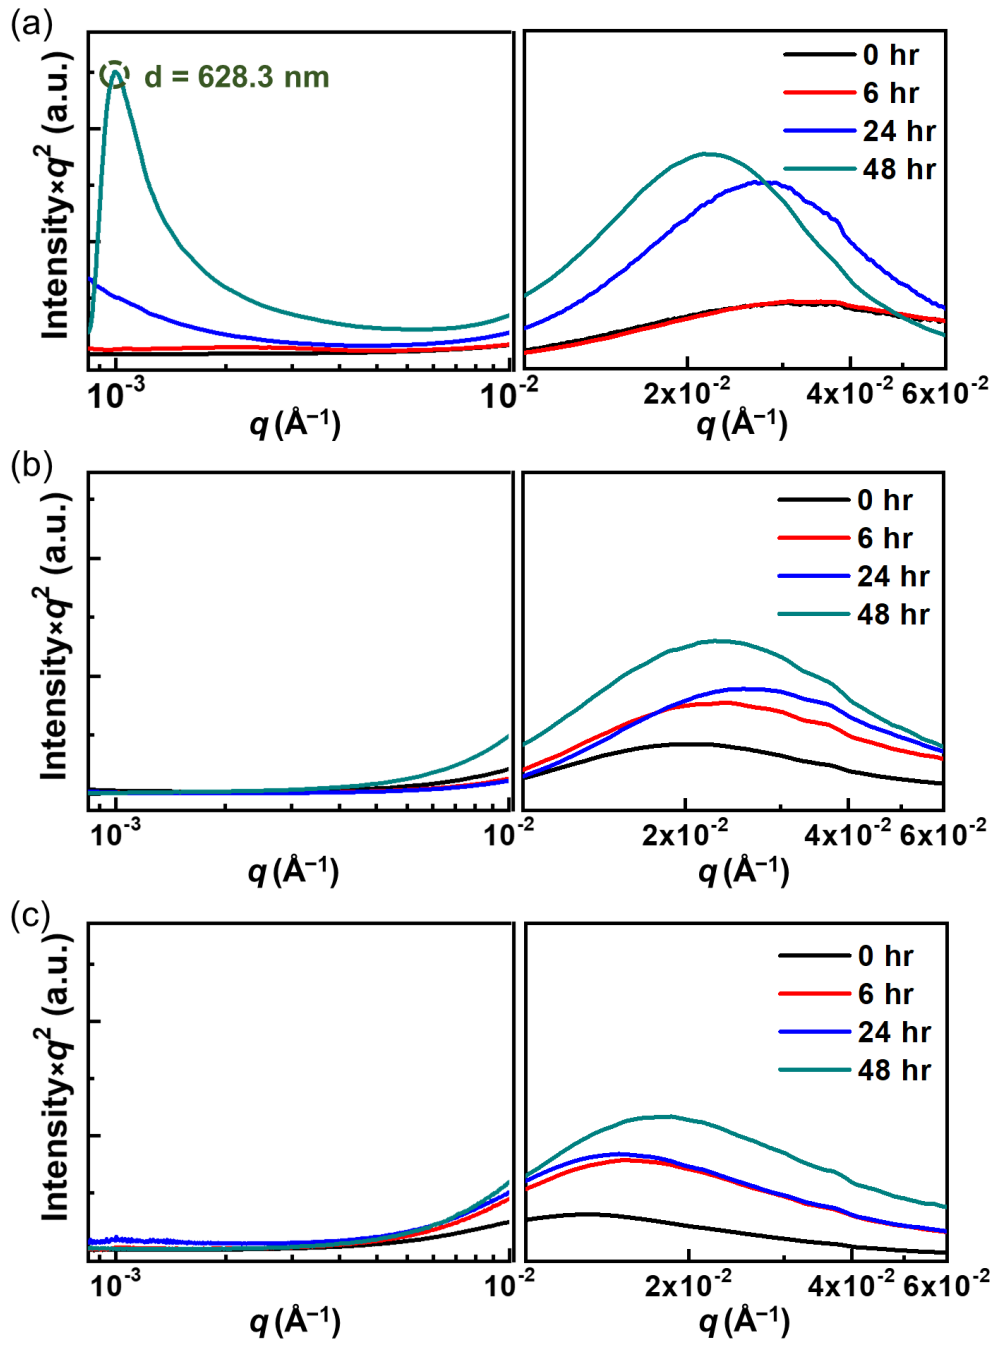 (a)
Intensity×q² (a.u.)
d = 628.3 nm
0 hr
6 hr
24 hr
48 hr
10⁻³
10⁻²
2x10⁻²
4x10⁻²
6x10⁻²
q (Å⁻¹)
q (Å⁻¹)
(b)
Intensity×q² (a.u.)
0 hr
6 hr
24 hr
48 hr
10⁻³
10⁻²
2x10⁻²
4x10⁻²
6x10⁻²
q (Å⁻¹)
q (Å⁻¹)
(c)
Intensity×q² (a.u.)
0 hr
6 hr
24 hr
48 hr
10⁻³
10⁻²
2x10⁻²
4x10⁻²
6x10⁻²
q (Å⁻¹)
q (Å⁻¹)